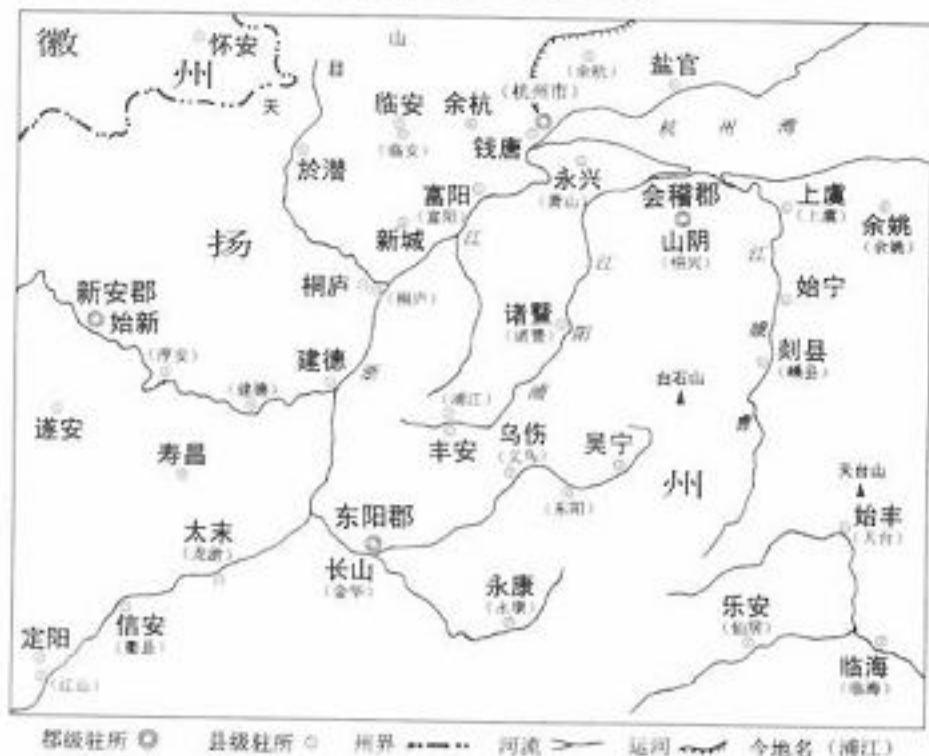 徽
州
怀安
山
目
天
(余杭)
盐官
(杭州市)
临安
(临安)
余杭
钱唐
杭州湾
於潜
永兴
(萧山)
富阳
(富阳)
会稽郡
山阴
(绍兴)
上虞
(上虞)
余姚
(余姚)
新城
江
江
江
扬
桐庐
(桐庐)
新安郡
始新
始宁
诸暨
(诸暨)
阳
娥
剡县
(嵊县)
(淳安)
建德
(建德)
浙
白石山
(浦江)
浦
曹
遂安
丰安
乌伤
(义乌)
吴宁
寿昌
州
(东阳)
天台山
东阳郡
始丰
(天台)
太末
(龙游)
长山
(金华)
永康
(永康)
乐安
(仙居)
信安
(衢县)
定阳
(江山)
临海
(临海)
郡级驻所 县级驻所 州界 河流 运河 今地名 (浦江)